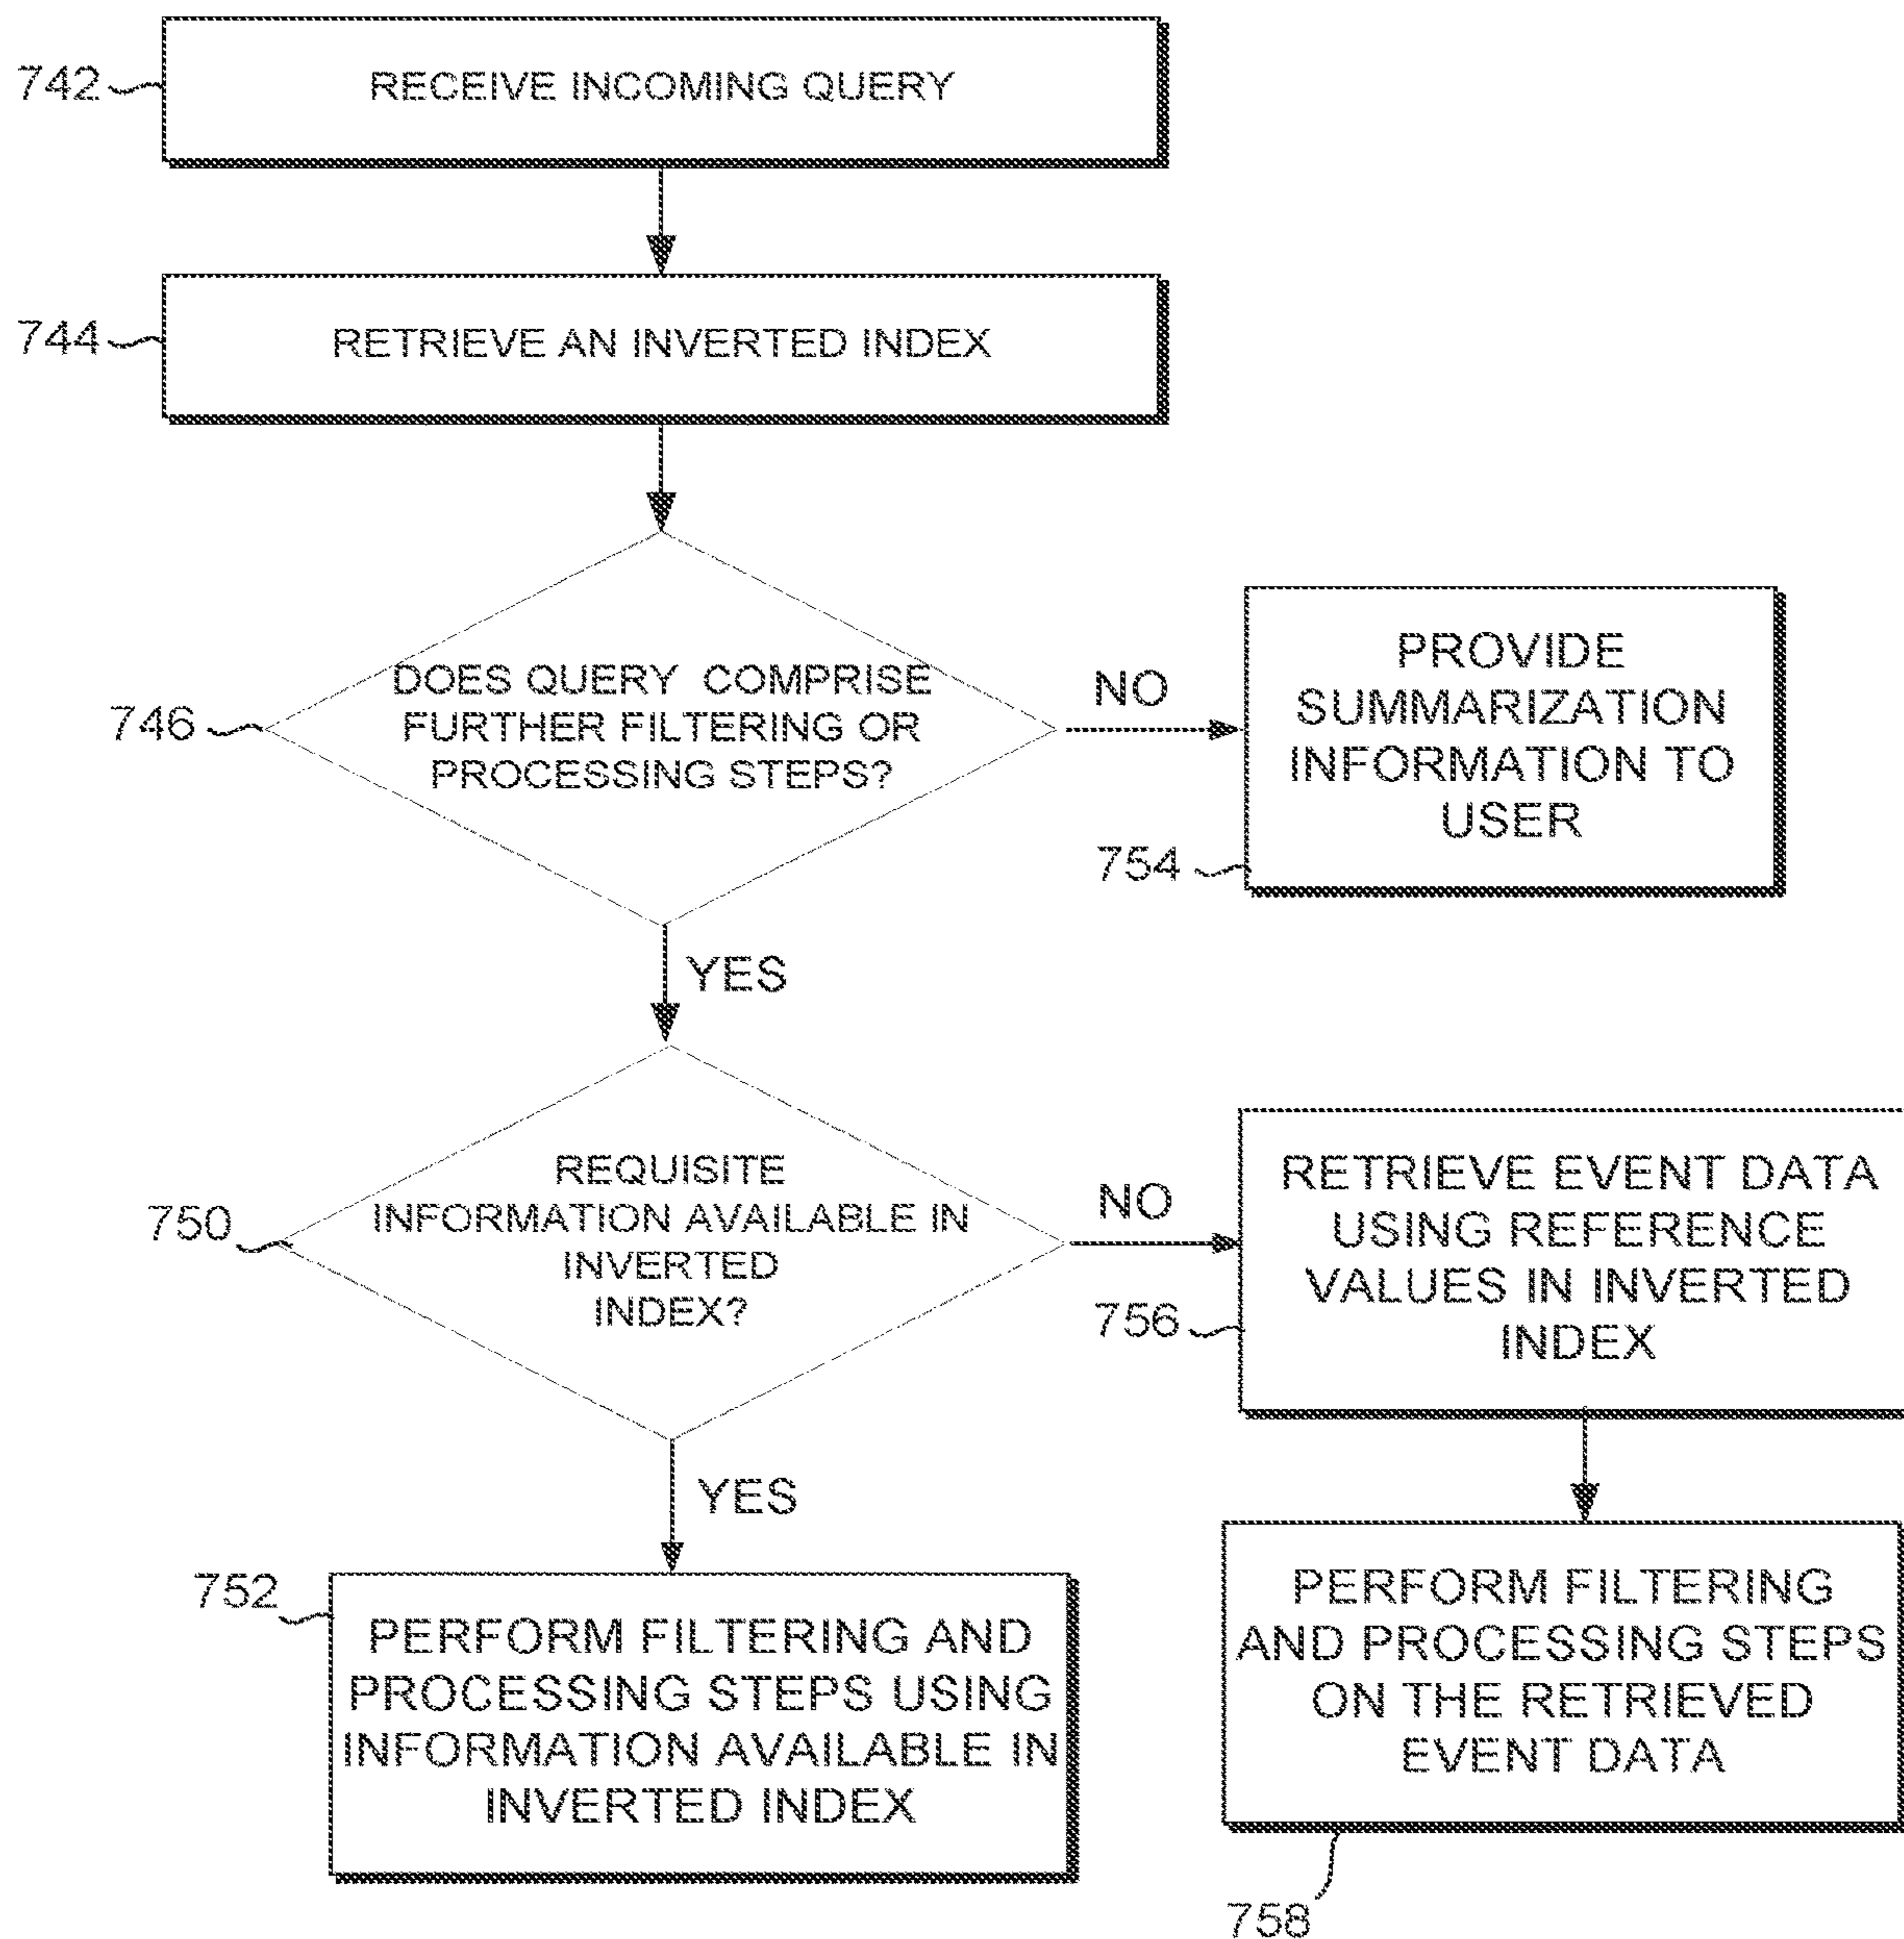 742
RECEIVE INCOMING QUERY
744
RETRIEVE AN INVERTED INDEX
746
DOES QUERY COMPRISE
FURTHER FILTERING OR
PROCESSING STEPS?
NO
PROVIDE
SUMMARIZATION
INFORMATION TO
USER
754
YES
750
REQUISITE
INFORMATION AVAILABLE IN
INVERTED
INDEX?
NO
RETRIEVE EVENT DATA
USING REFERENCE
VALUES IN INVERTED
INDEX
756
YES
752
PERFORM FILTERING AND
PROCESSING STEPS USING
INFORMATION AVAILABLE IN
INVERTED INDEX
PERFORM FILTERING
AND PROCESSING STEPS
ON THE RETRIEVED
EVENT DATA
758